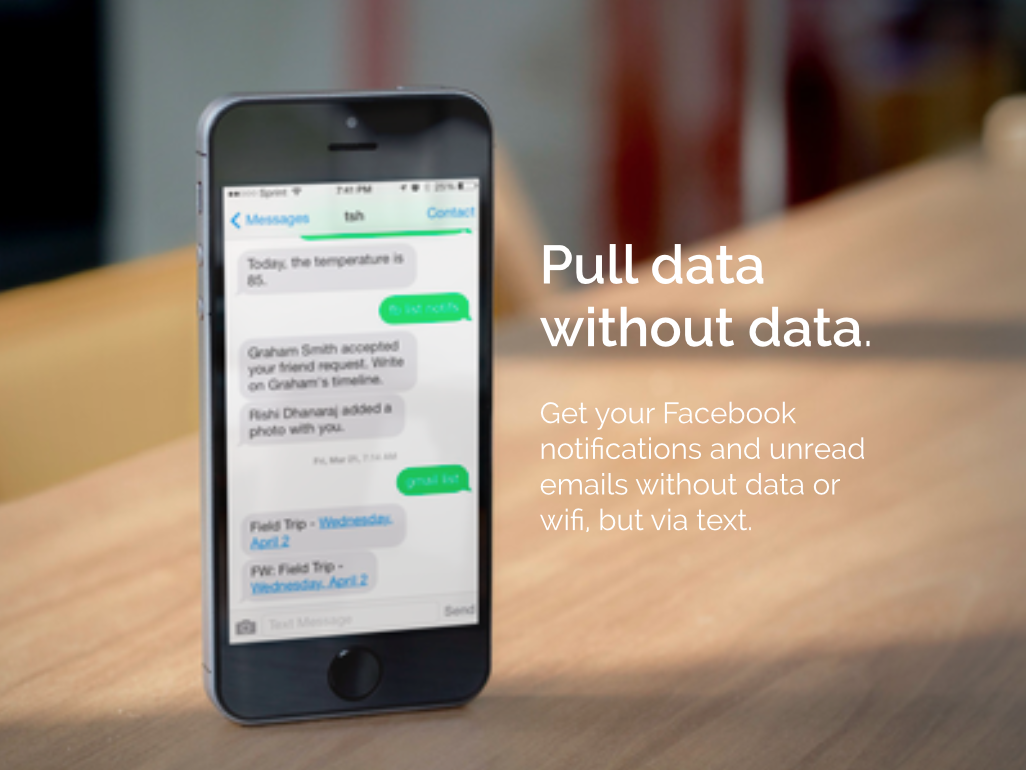 Sprint 7:41 PM 25%
Messages tsh Contact
Today, the temperature is
85.
fb list notifs
Graham Smith accepted
your friend request. Write
on Graham's timeline.
Rishi Dhanaraj added a
photo with you.
Fri, Mar 21, 7:14 AM
gmail list
Field Trip - Wednesday,
April 2
FW: Field Trip -
Wednesday, April 2
Text Message Send
Pull data
without data.
Get your Facebook
notifications and unread
emails without data or
wifi, but via text.